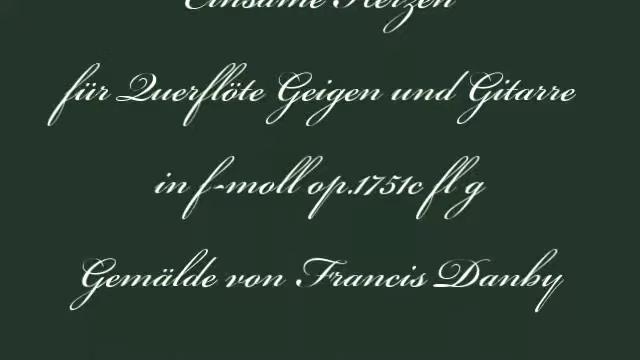 Einsame Herzen
für Querflöte Geigen und Gitarre
in f-moll op.1751c fl g
Gemälde von Francis Danby